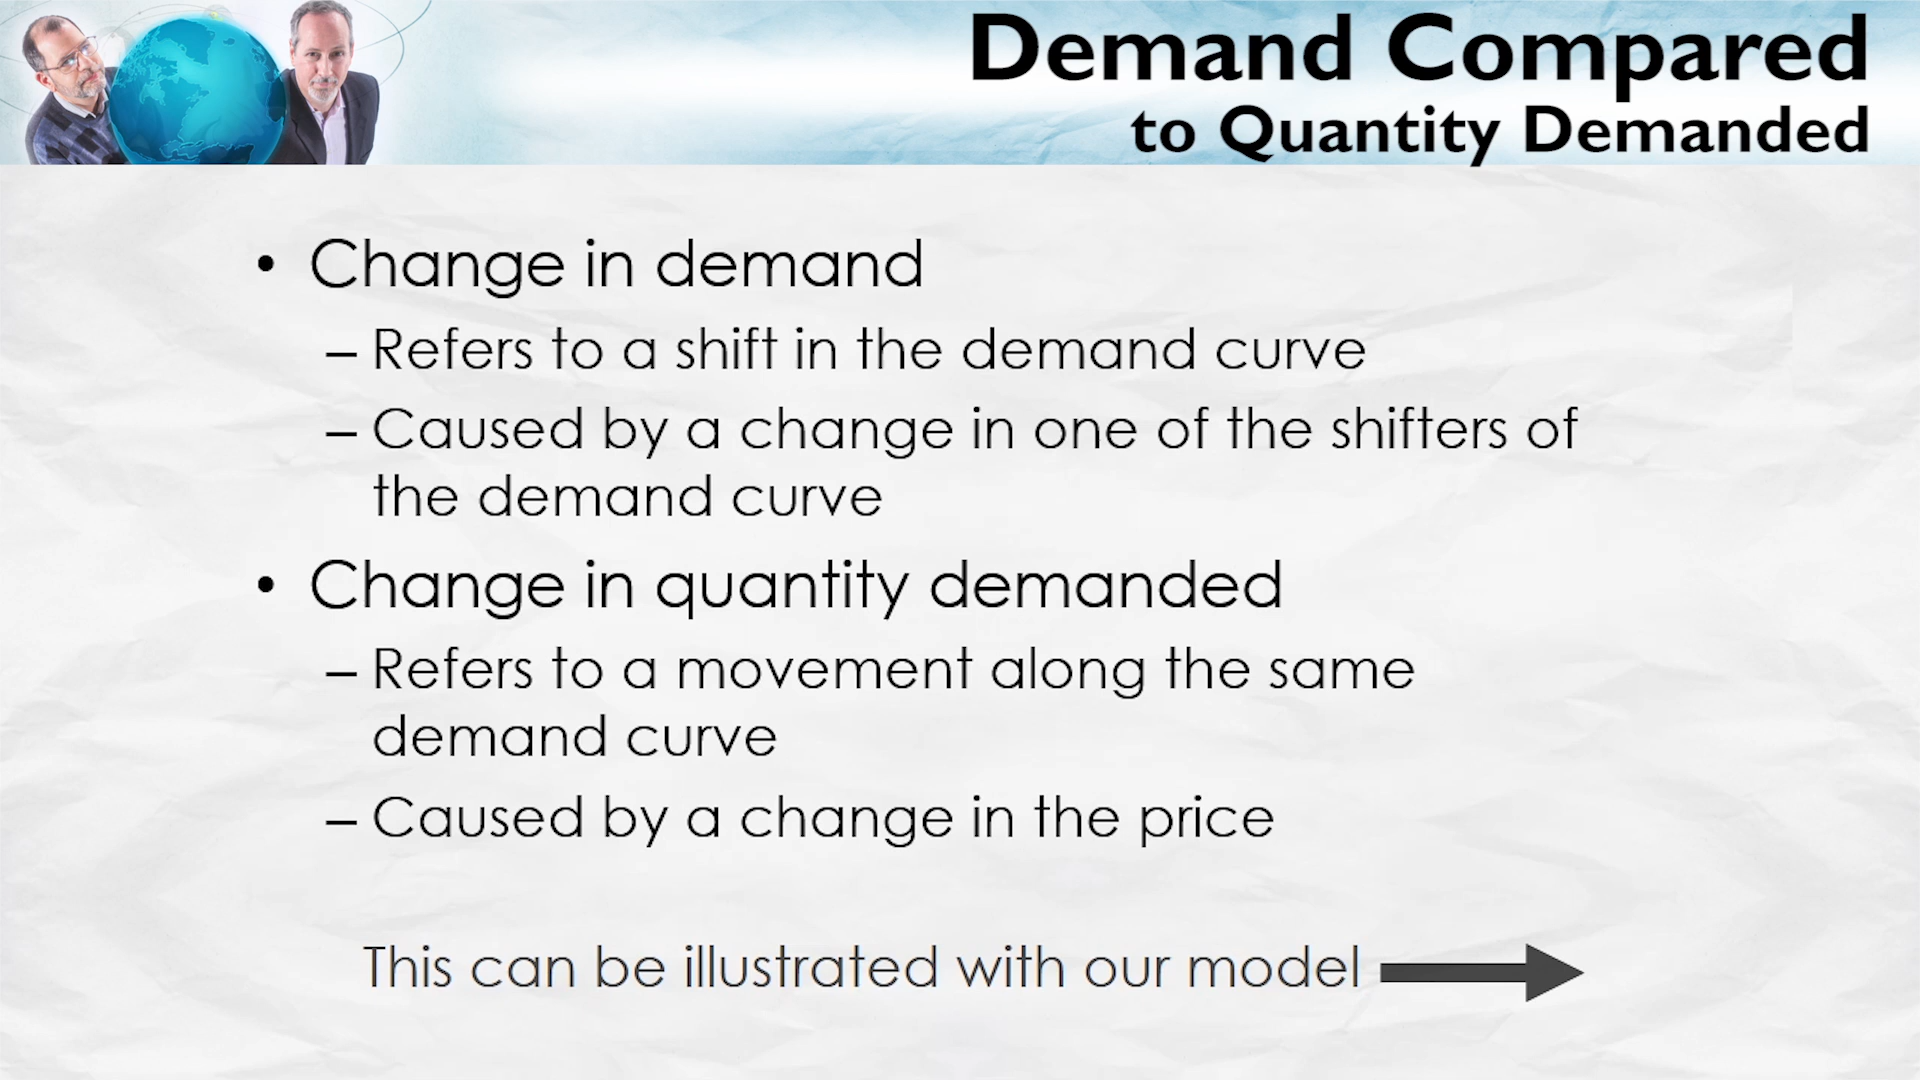 Demand Compared
to Quantity Demanded
• Change in demand
– Refers to a shift in the demand curve
– Caused by a change in one of the shifters of
the demand curve
• Change in quantity demanded
– Refers to a movement along the same
demand curve
– Caused by a change in the price
This can be illustrated with our model